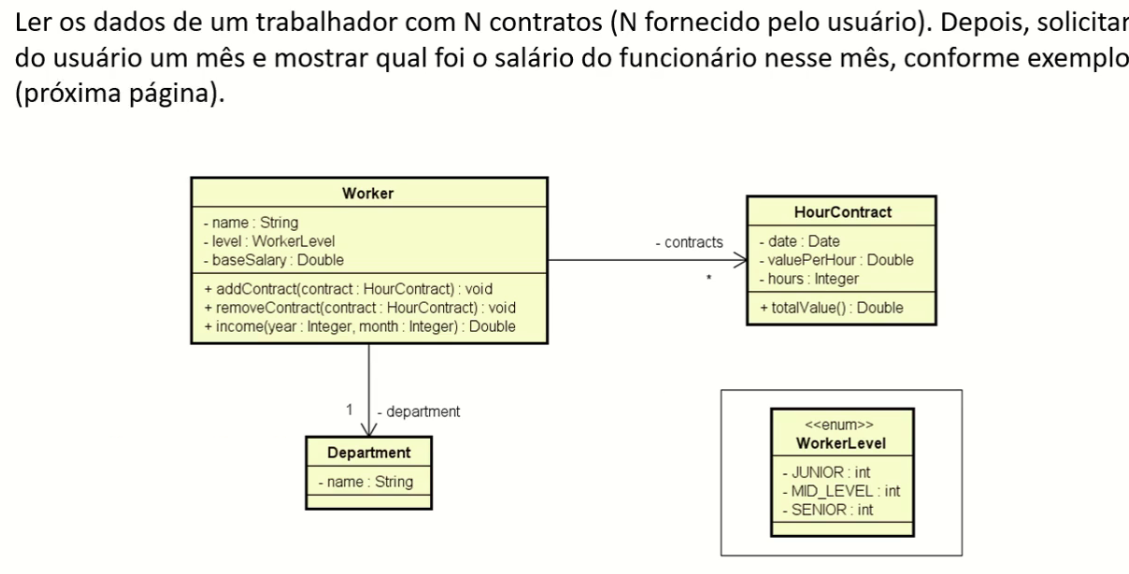 Ler os dados de um trabalhador com N contratos (N fornecido pelo usuário). Depois, solicitar
do usuário um mês e mostrar qual foi o salário do funcionário nesse mês, conforme exemplo
(próxima página).
Worker
- name : String
- level : WorkerLevel
- baseSalary : Double
+ addContract(contract : HourContract) : void
+ removeContract(contract : HourContract) : void
+ income(year : Integer, month : Integer) : Double
- contracts
*
HourContract
- date : Date
- valuePerHour : Double
- hours : Integer
+ totalValue() : Double
1 - department
Department
- name : String
<<enum>>
WorkerLevel
- JUNIOR : int
- MID_LEVEL : int
- SENIOR : int